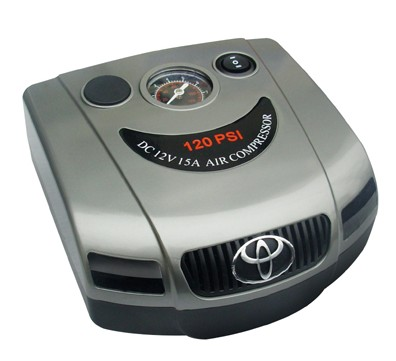 120 PSI
DC 12V 15A AIR COMPRESSOR